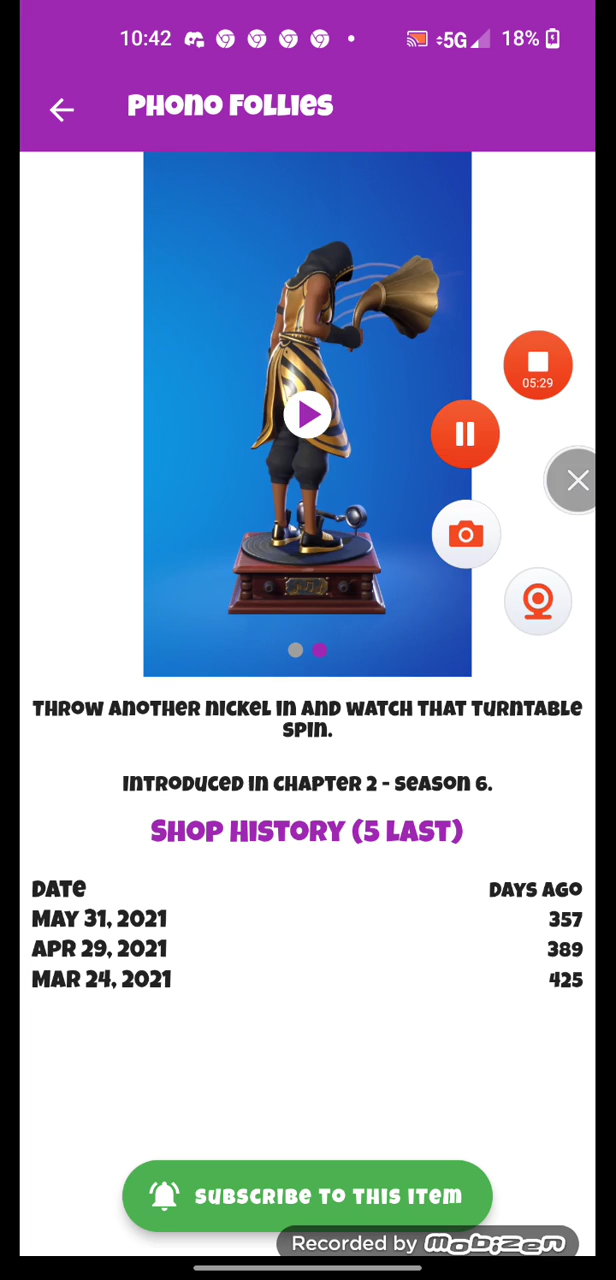 10:42 5G 18%
Phono Follies
05:29
Throw another nickel in and watch that turntable
spin.
Introduced in Chapter 2 - Season 6.
Shop History (5 last)
Date Days ago
May 31, 2021 357
Apr 29, 2021 389
Mar 24, 2021 425
Subscribe to this item
Recorded by mobizen